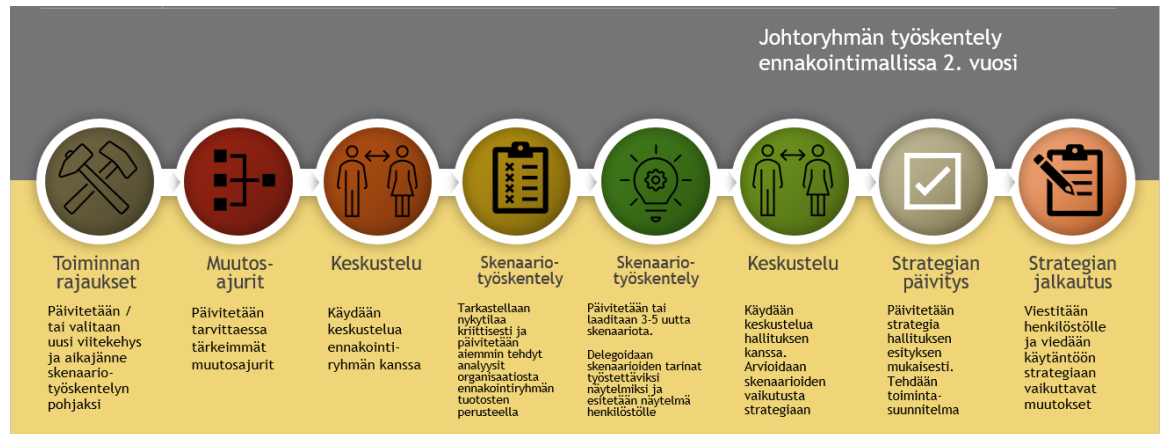 Johtoryhmän työskentely
ennakointimallissa 2. vuosi
Toiminnan
rajaukset
Päivitetään /
tai valitaan
uusi viitekehys
ja aikajänne
skenaario-
työskentelyn
pohjaksi
Muutos-
ajurit
Päivitetään
tarvittaessa
tärkeimmät
muutosajurit
Keskustelu
Käydään
keskustelua
ennakointi-
ryhmän kanssa
Skenaario-
työskentely
Tarkastellaan
nykytilaa
kriittisesti ja
päivitetään
aiemmin tehdyt
analyysit
organisaatiosta
ennakointiryhmän
tuotosten
perusteella
Skenaario-
työskentely
Päivitetään tai
laaditaan 3-5 uutta
skenaariota.
Delegoidaan
skenaarioiden tarinat
työstettäviksi
näytelmiksi ja
esitetään näytelmä
henkilöstölle
Keskustelu
Käydään
keskustelua
hallituksen
kanssa.
Arvioidaan
skenaarioiden
vaikutusta
strategiaan
Strategian
päivitys
Päivitetään
strategia
hallituksen
esityksen
mukaisesti.
Tehdään
toiminta-
suunnitelma
Strategian
jalkautus
Viestitään
henkilöstölle
ja viedään
käytäntöön
strategiaan
vaikuttavat
muutokset